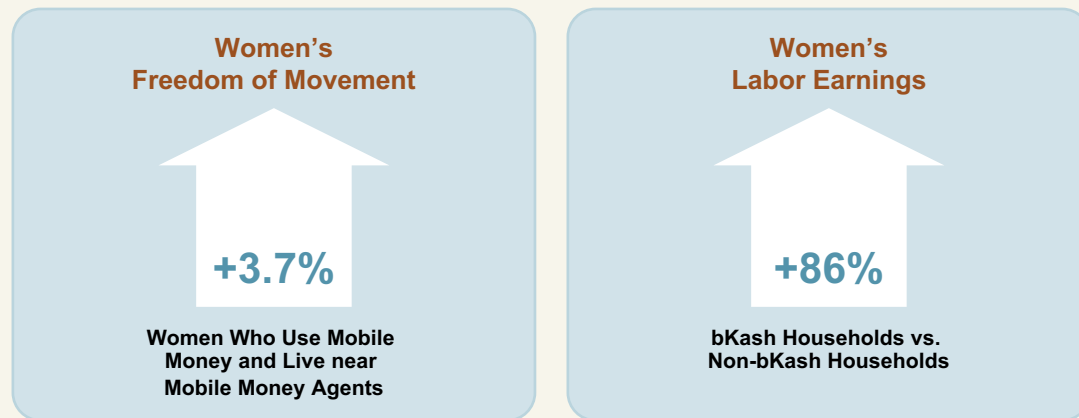 Women’s
Freedom of Movement
+3.7%
Women Who Use Mobile
Money and Live near
Mobile Money Agents
Women’s
Labor Earnings
+86%
bKash Households vs.
Non-bKash Households